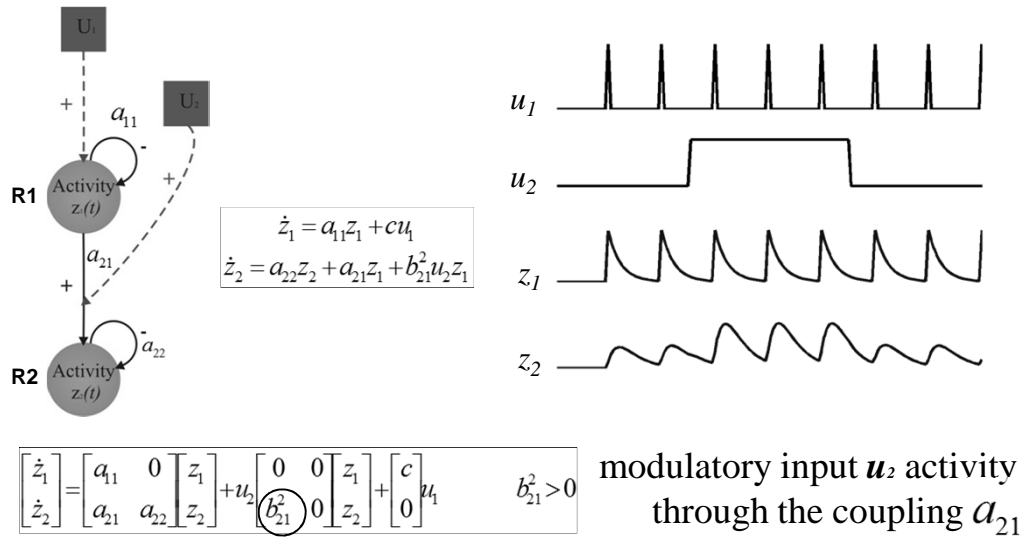 U₁
+
a₁₁
-
U₂
+
R1
Activity
z₁(t)
a₂₁
+
-
a₂₂
R2
Activity
z₂(t)
ż₁ = a₁₁z₁ + cu₁
ż₂ = a₂₂z₂ + a₂₁z₁ + b²₂₁u₂z₁
u₁
u₂
z₁
z₂
[ż₁ ż₂] = [a₁₁ 0 a₂₁ a₂₂][z₁ z₂] + u₂[0 0 b²₂₁ 0][z₁ z₂] + [c 0]u₁ b²₂₁ > 0
modulatory input u₂ activity
through the coupling a₂₁